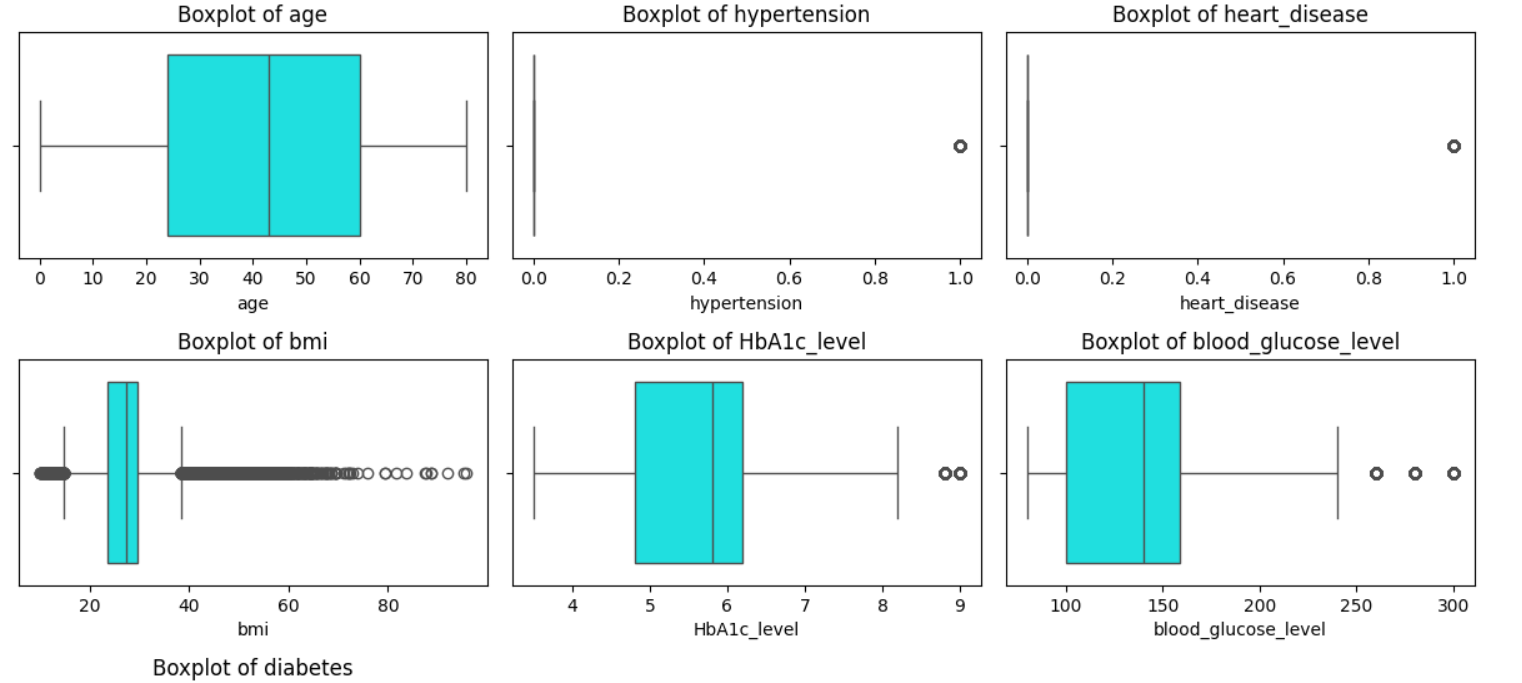 Boxplot of age
Boxplot of hypertension
Boxplot of heart_disease
0 10 20 30 40 50 60 70 80
0.0 0.2 0.4 0.6 0.8 1.0
0.0 0.2 0.4 0.6 0.8 1.0
age
hypertension
heart_disease
Boxplot of bmi
Boxplot of HbA1c_level
Boxplot of blood_glucose_level
20 40 60 80
4 5 6 7 8 9
100 150 200 250 300
bmi
HbA1c_level
blood_glucose_level
Boxplot of diabetes